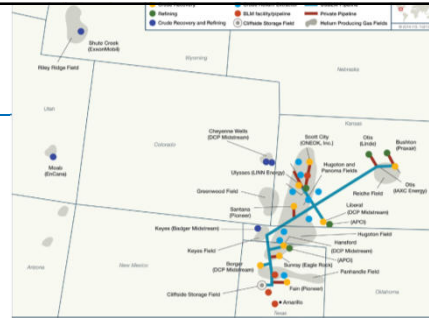 Refining
BLM facility/pipeline
Private Pipeline
Crude Recovery and Refining
Cliffside Storage Field
Helium Producing Gas Fields
Shute Creek
(ExxonMobil)
Riley Ridge Field
Wyoming
Nebraska
Utah
Colorado
Kansas
Cheyenne Wells
(DCP Midstream)
Scott City
(ONEOK, Inc.)
Otis
(Linde)
Bushton
(Praxair)
Moab
(EnCana)
Ulysses (LINN Energy)
Hugoton and
Panoma Fields
Greenwood Field
Reichel Field
Otis
(IACX Energy)
Santana
(Pioneer)
Liberal
(DCP Midstream)
(APCI)
Keyes (Badger Midstream)
Hugoton Field
Keyes Field
Hansford
(DCP Midstream)
(APCI)
Arizona
New Mexico
Borger
(DCP Midstream)
Sunray (Eagle Rock)
Panhandle Field
Cliffside Storage Field
Fain (Pioneer)
Oklahoma
Amarillo
Texas